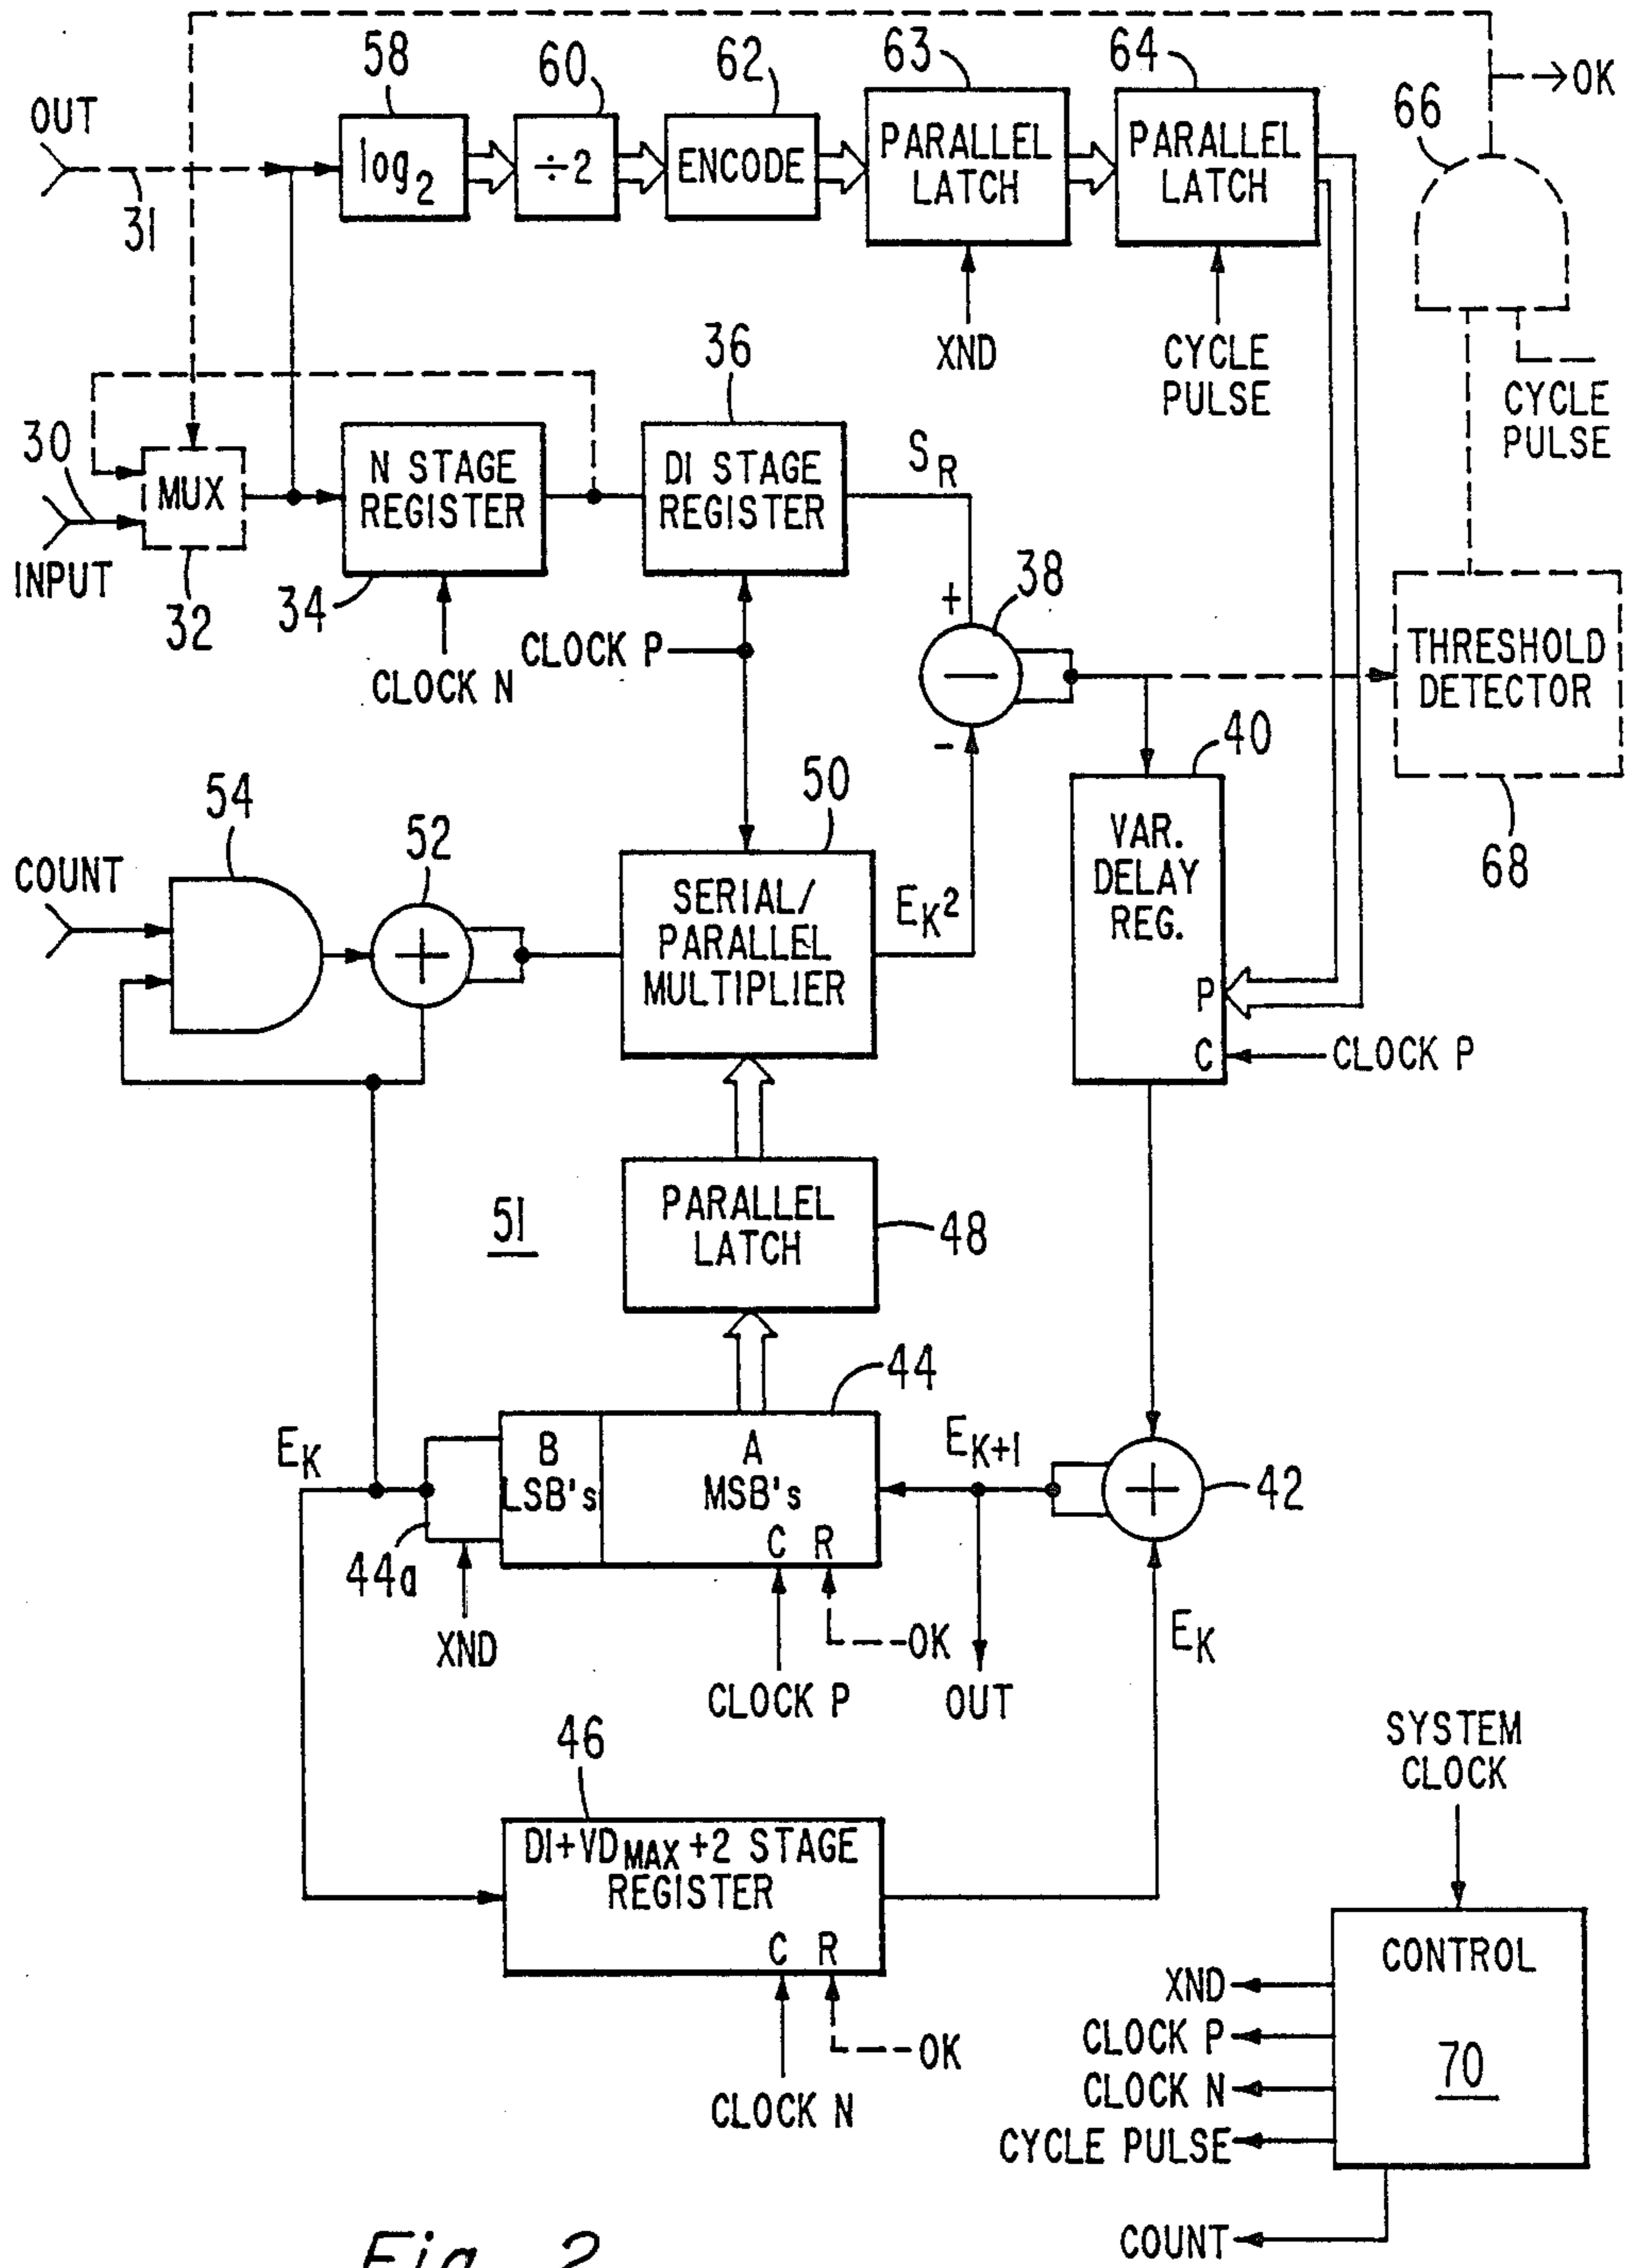 58
60
62
63
64
OK
66
OUT
31
log2
÷2
ENCODE
PARALLEL
LATCH
PARALLEL
LATCH
XND
CYCLE
PULSE
CYCLE
PULSE
36
30
INPUT
MUX
32
N STAGE
REGISTER
34
CLOCK N
DI STAGE
REGISTER
CLOCK P
SR
+
38
−
-
THRESHOLD
DETECTOR
68
40
VAR.
DELAY
REG.
P
C
CLOCK P
54
52
50
COUNT
+
SERIAL/
PARALLEL
MULTIPLIER
EK2
51
PARALLEL
LATCH
48
44
EK
44a
XND
B
LSB's
A
MSB's
C R
EK+1
+
42
OK
CLOCK P
OUT
EK
46
DI+VDMAX+2 STAGE
REGISTER
C R
OK
CLOCK N
SYSTEM
CLOCK
CONTROL
70
XND
CLOCK P
CLOCK N
CYCLE PULSE
COUNT
Fig. 2